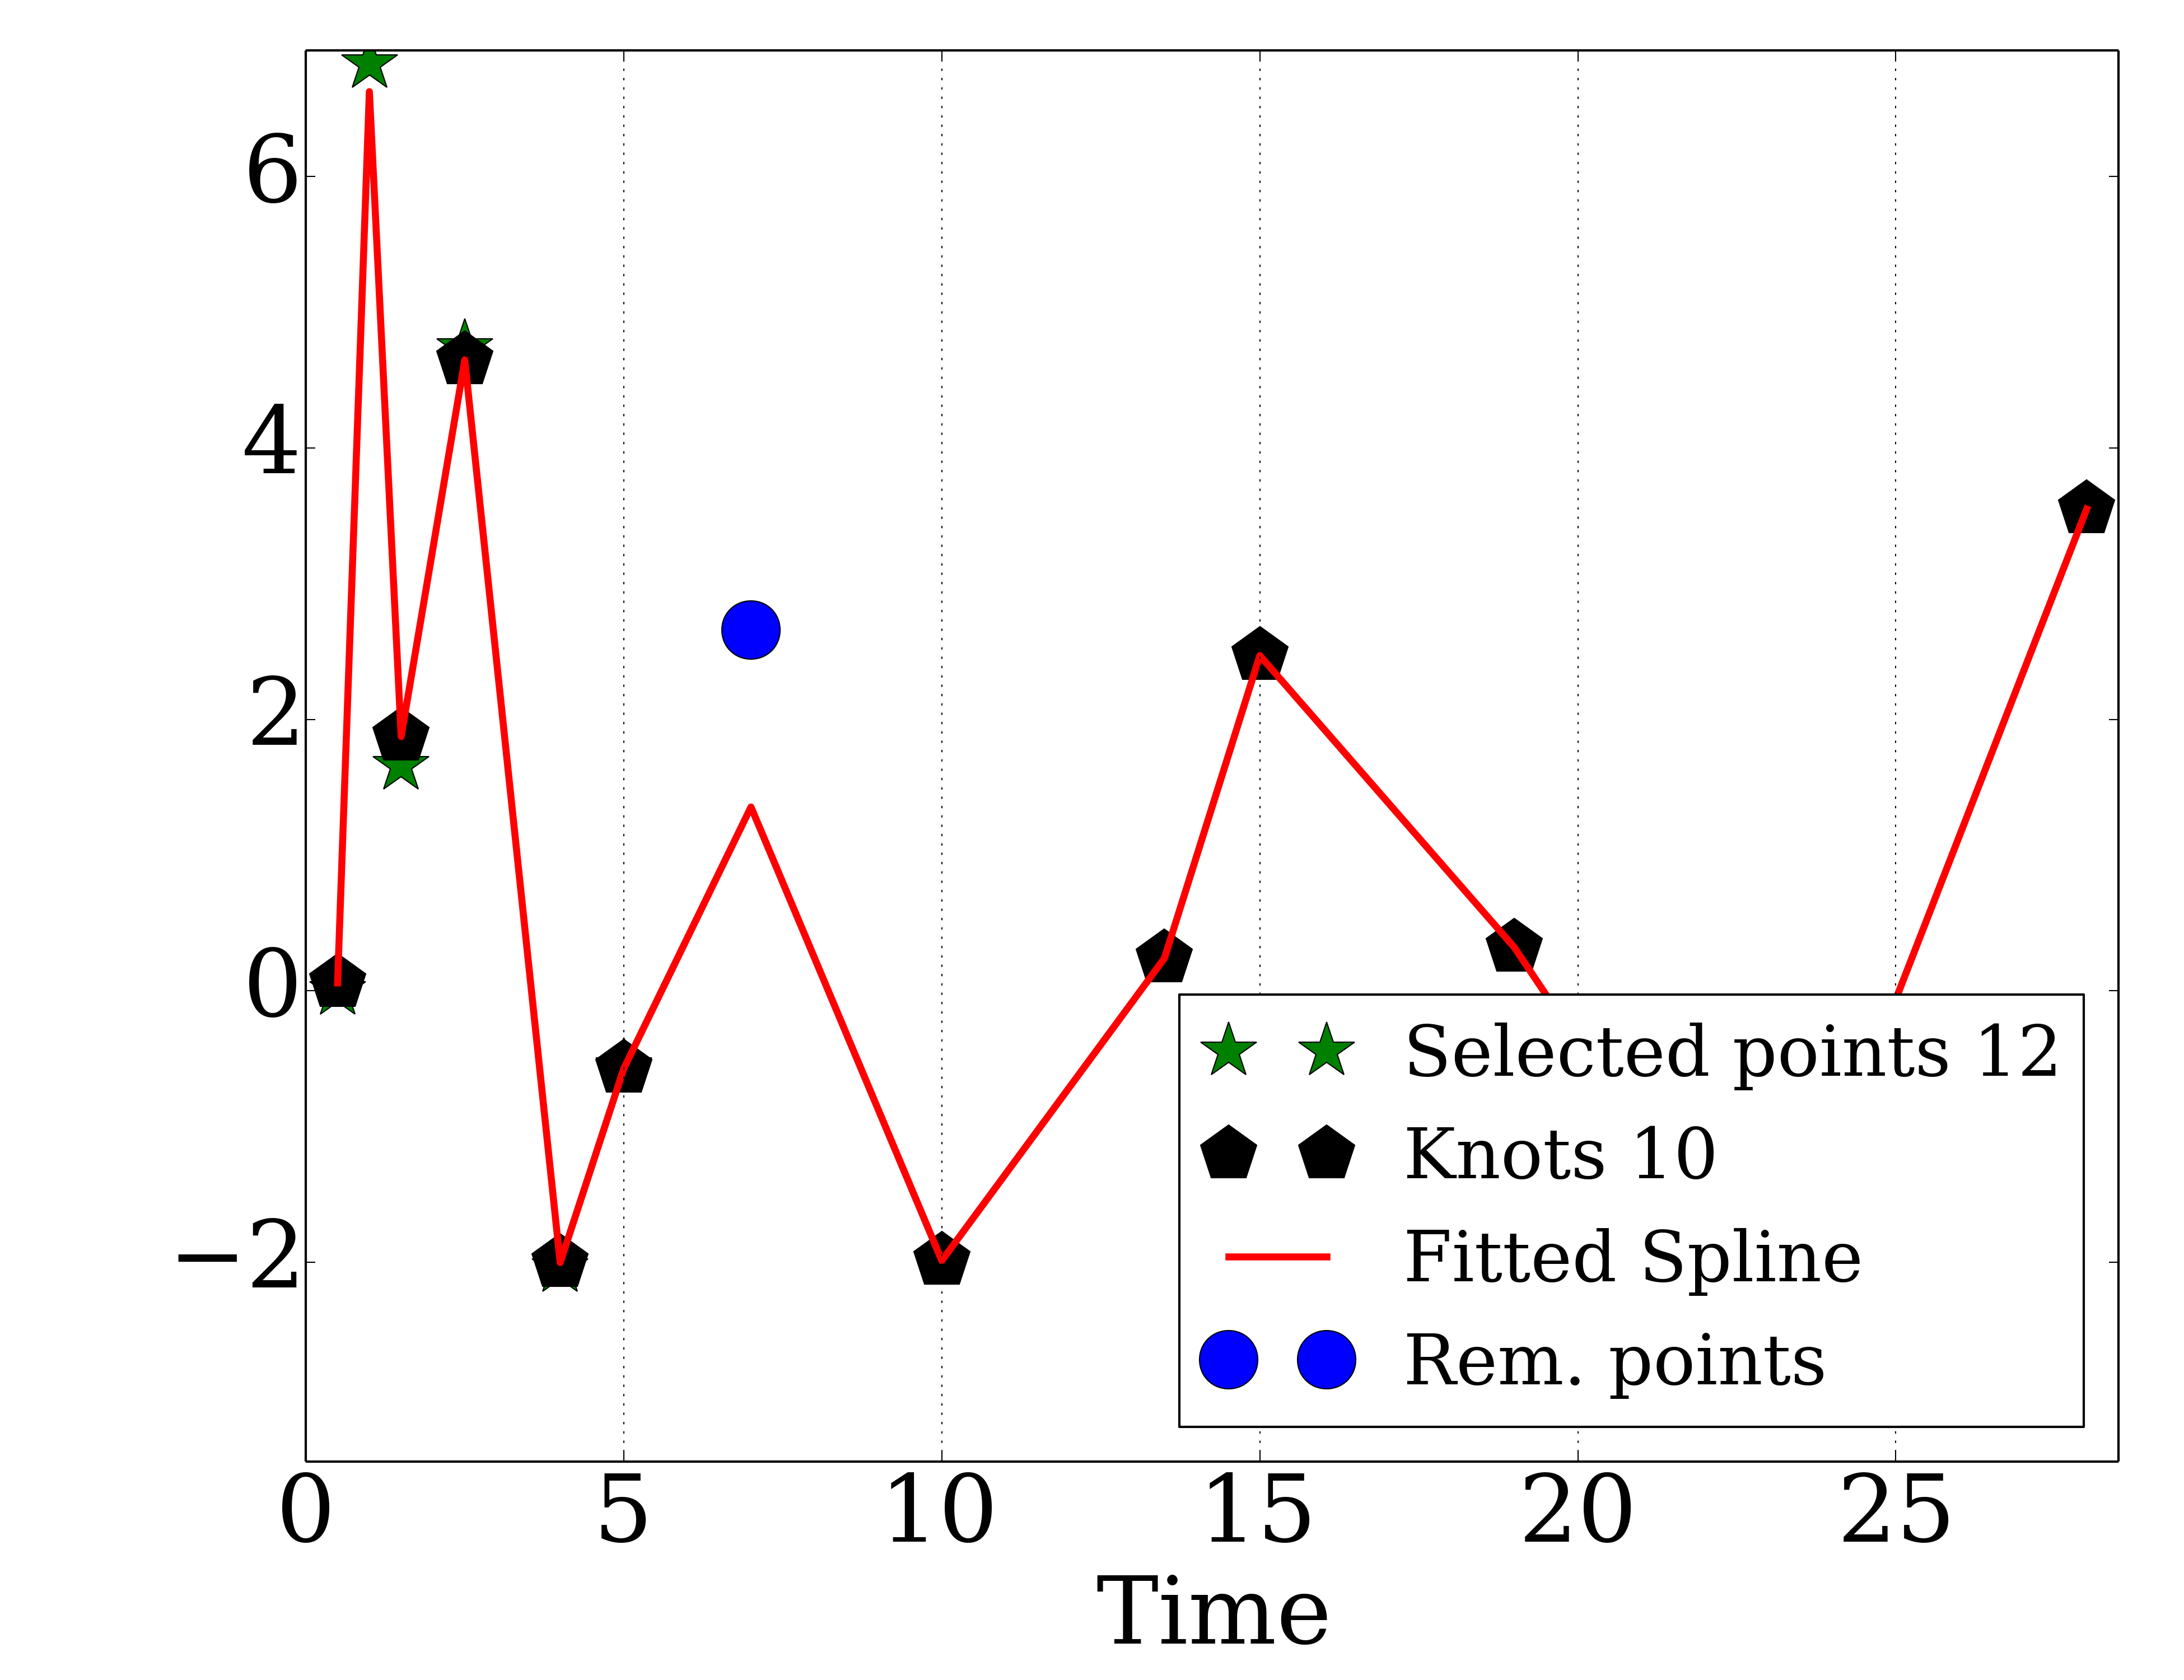 6
4
2
0
−2
Selected points 12
Knots 10
Fitted Spline
Rem. points
0 5 10 15 20 25
Time